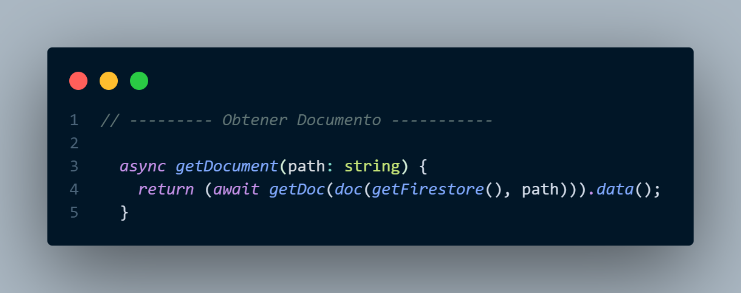 1 // --------- Obtener Documento -----------
2
3 async getDocument(path: string) {
4 return (await getDoc(doc(getFirestore(), path))).data();
5 }